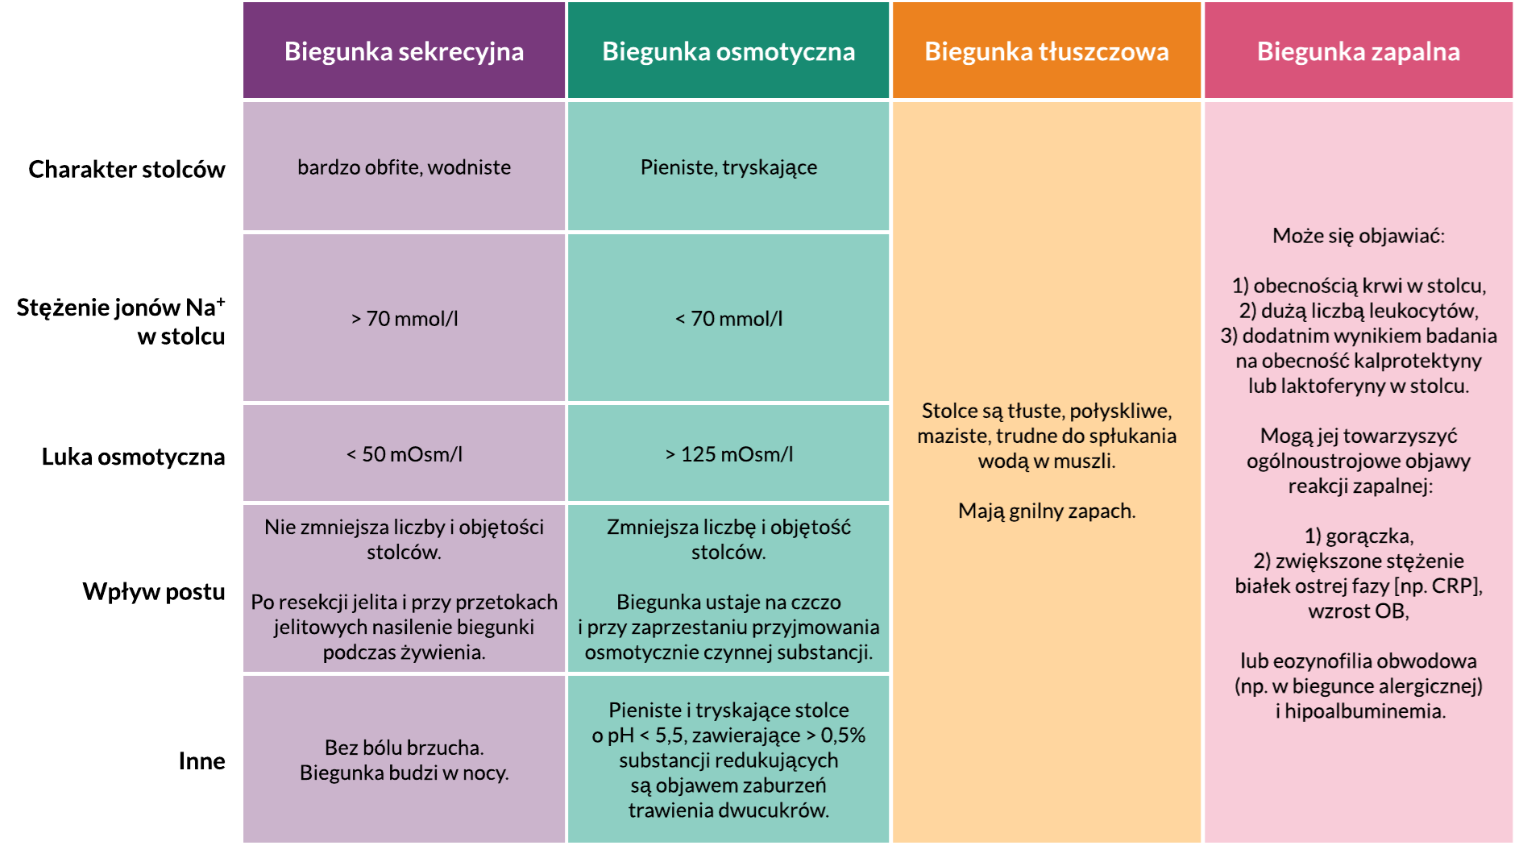 Biegunka sekrecyjna
Biegunka osmotyczna
Biegunka tłuszczowa
Biegunka zapalna
Charakter stolców
bardzo obfite, wodniste
Pieniste, tryskające
Stężenie jonów Na⁺
w stolcu
> 70 mmol/l
< 70 mmol/l
Luka osmotyczna
< 50 mOsm/l
> 125 mOsm/l
Wpływ postu
Nie zmniejsza liczby i objętości
stolców.
Po resekcji jelita i przy przetokach
jelitowych nasilenie biegunki
podczas żywienia.
Zmniejsza liczbę i objętość
stolców.
Biegunka ustaje na czczo
i przy zaprzestaniu przyjmowania
osmotycznie czynnej substancji.
Inne
Bez bólu brzucha.
Biegunka budzi w nocy.
Pieniste i tryskające stolce
o pH < 5,5, zawierające > 0,5%
substancji redukujących
są objawem zaburzeń
trawienia dwucukrów.
Stolce są tłuste, połyskliwe,
maziste, trudne do spłukania
wodą w muszli.
Mają gnilny zapach.
Może się objawiać:
1) obecnością krwi w stolcu,
2) dużą liczbą leukocytów,
3) dodatnim wynikiem badania
na obecność kalprotektyny
lub laktoferyny w stolcu.
Mogą jej towarzyszyć
ogólnoustrojowe objawy
reakcji zapalnej:
1) gorączka,
2) zwiększone stężenie
białek ostrej fazy [np. CRP],
wzrost OB,
lub eozynofilia obwodowa
(np. w biegunce alergicznej)
i hipoalbuminemia.